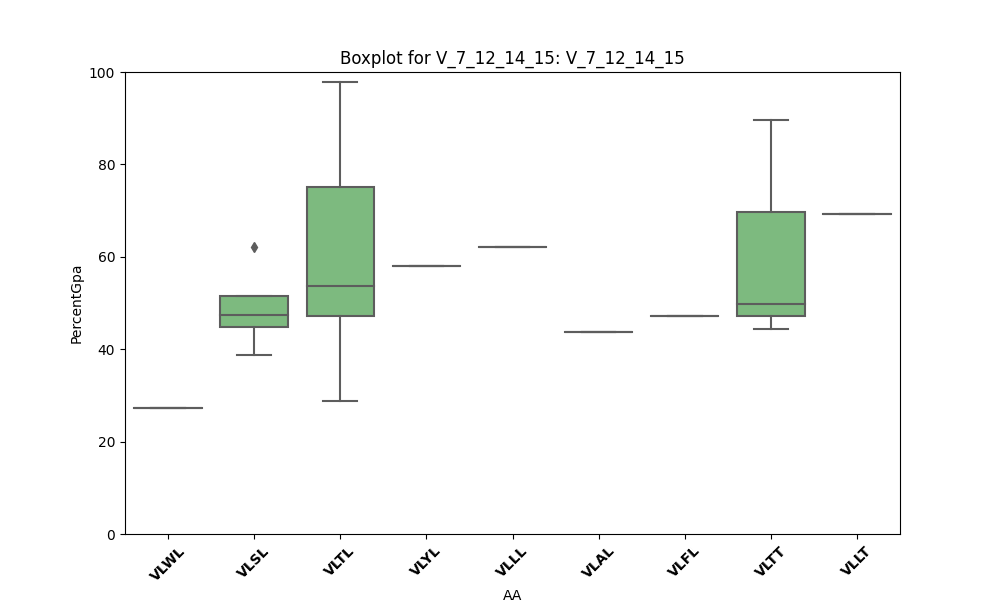 Boxplot for V_7_12_14_15: V_7_12_14_15
100
80
60
40
20
0
PercentGpa
VLWL
VLSL
VLTL
VLYL
VLLL
VLAL
VLFL
VLTT
VLLT
AA